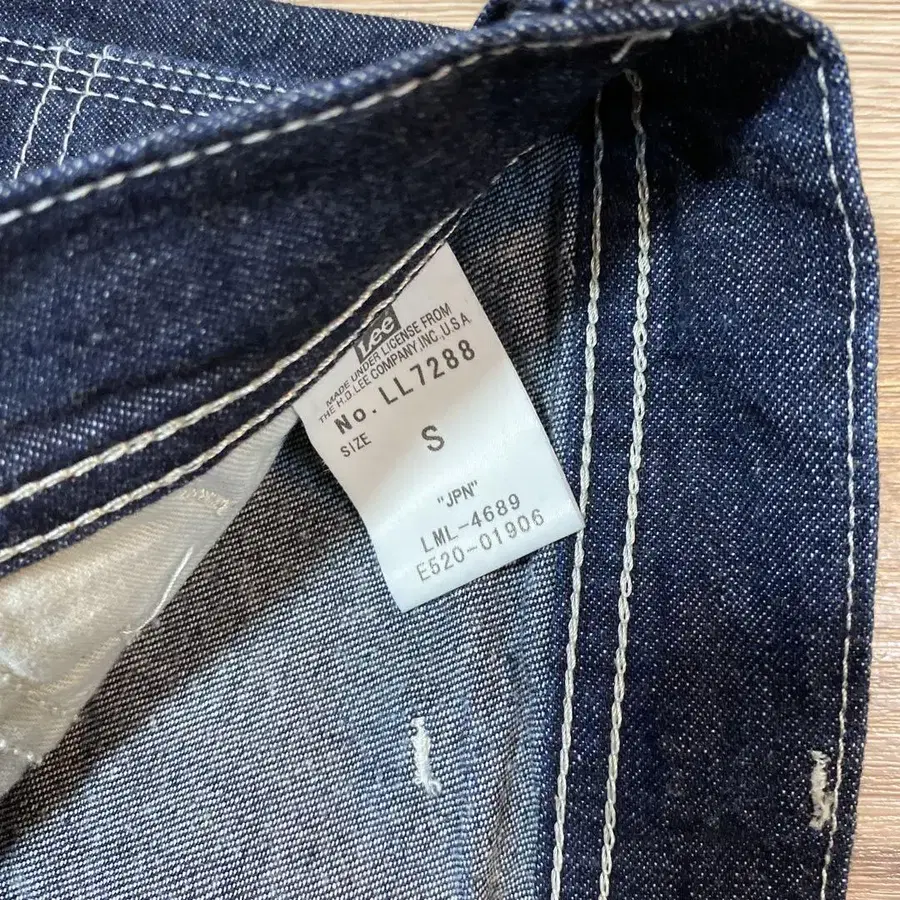 Lee
MADE UNDER LICENSE FROM
THE H.D.LEE COMPANY,INC.,U.S.A.
No. LL7288
SIZE
S
"JPN"
LML-4689
E520-01906